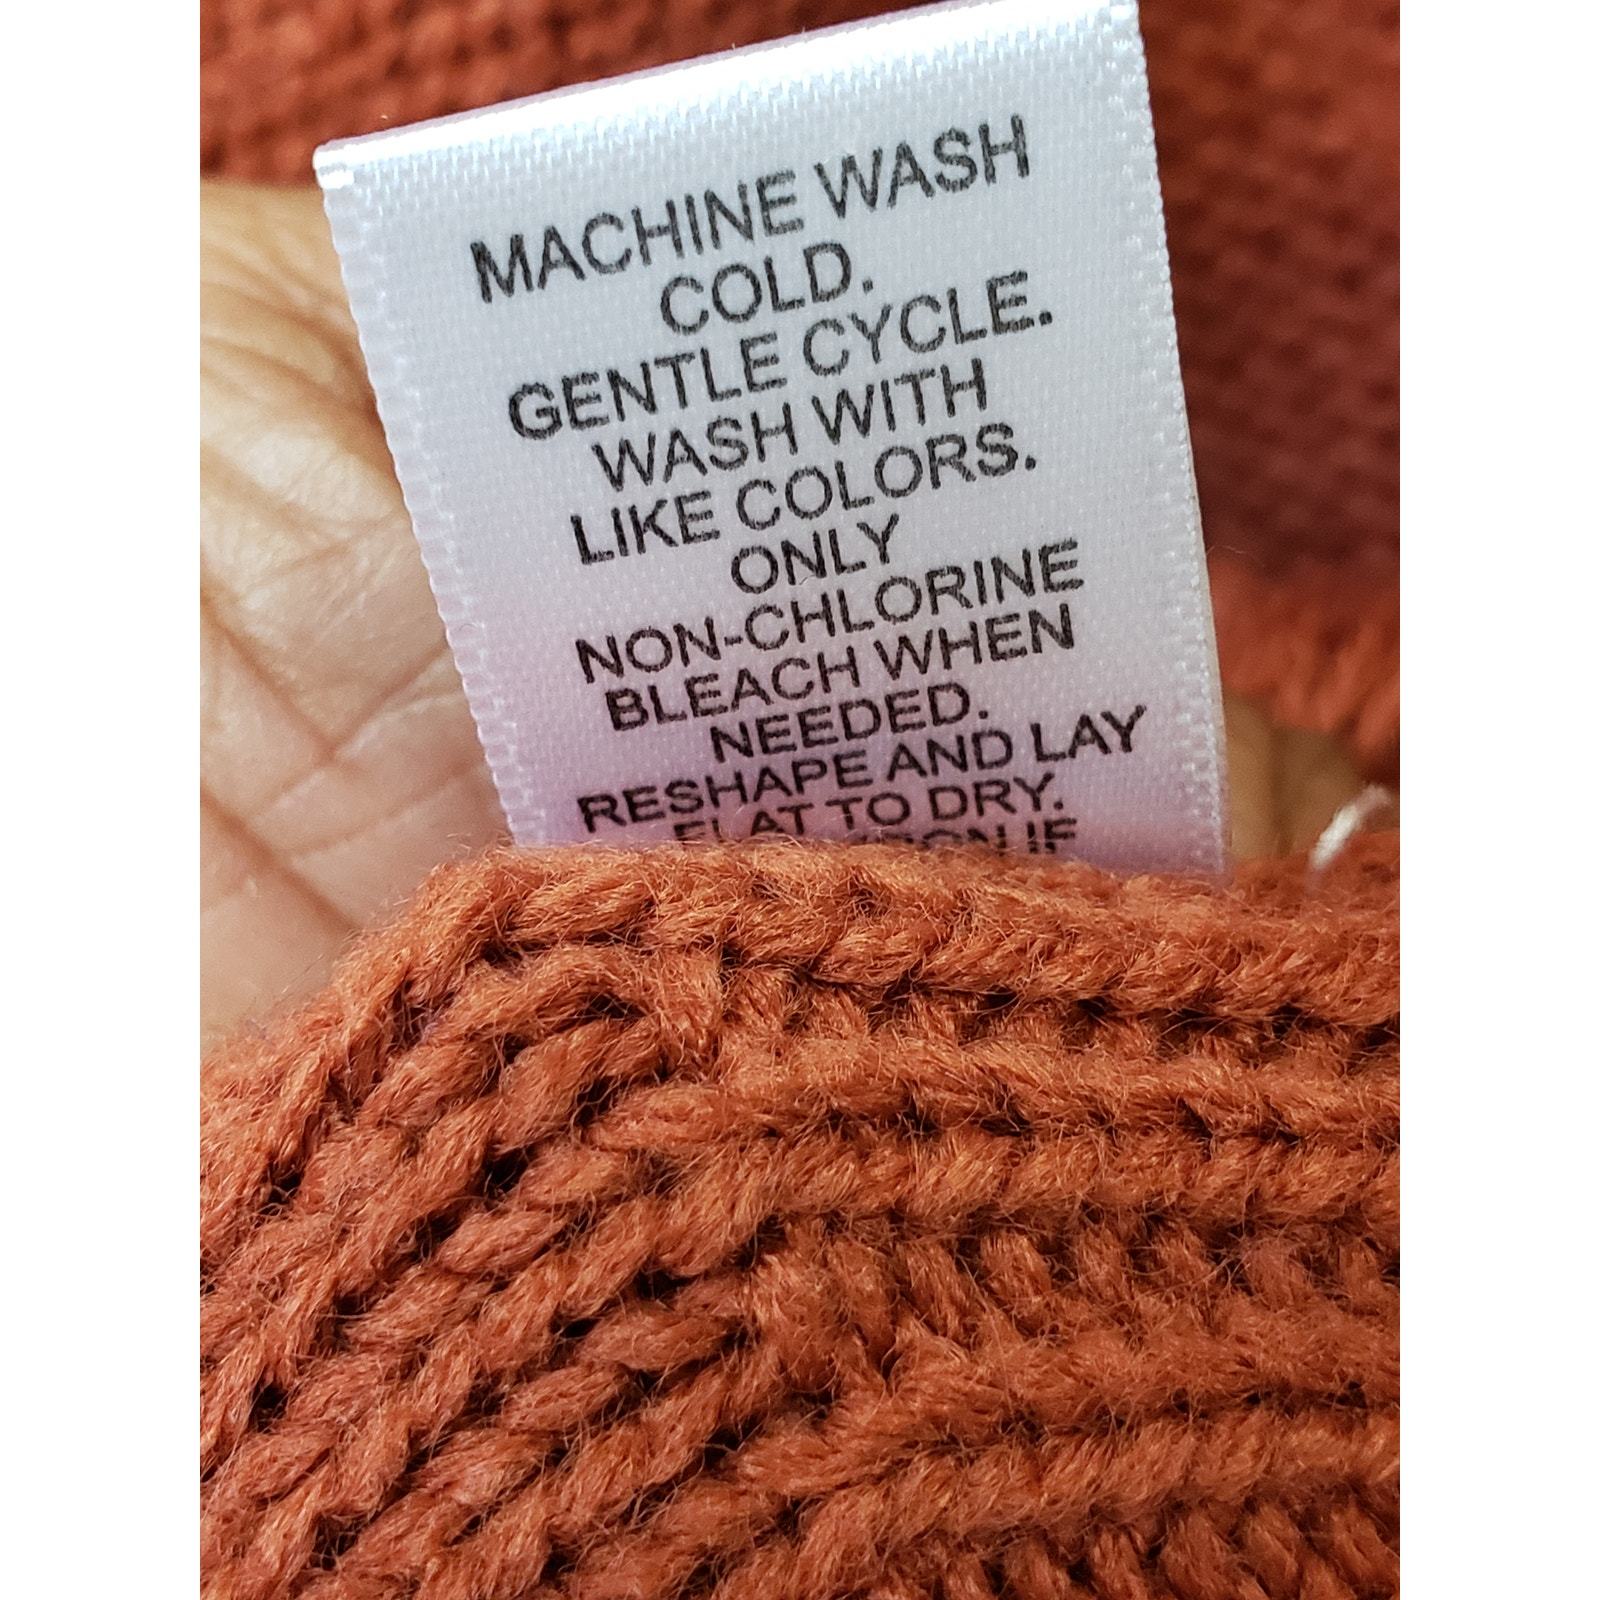 MACHINE WASH
COLD.
GENTLE CYCLE.
WASH WITH
LIKE COLORS.
ONLY
NON-CHLORINE
BLEACH WHEN
NEEDED.
RESHAPE AND LAY
FLAT TO DRY.
IF